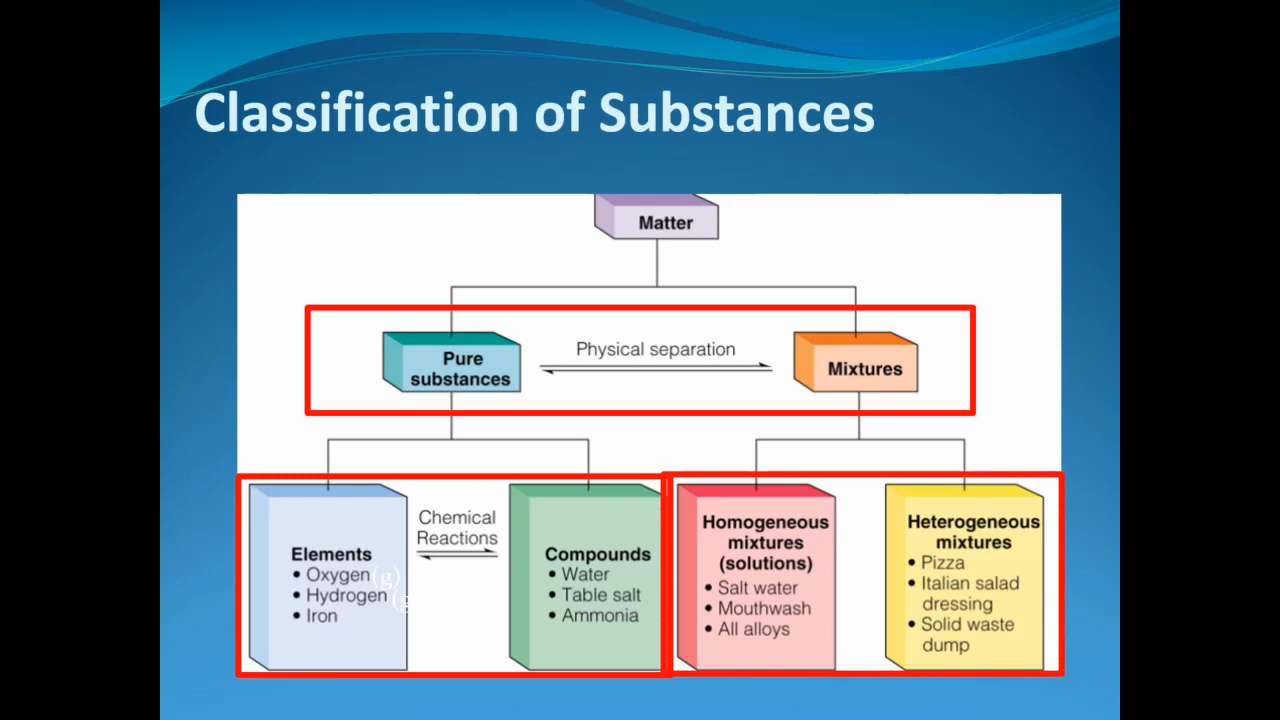 Classification of Substances
Matter
Pure
substances
Physical separation
Mixtures
Elements
• Oxygen (g)
• Hydrogen (g
• Iron
Chemical
Reactions
Compounds
• Water
• Table salt
• Ammonia
Homogeneous
mixtures
(solutions)
• Salt water
• Mouthwash
• All alloys
Heterogeneous
mixtures
• Pizza
• Italian salad
dressing
• Solid waste
dump